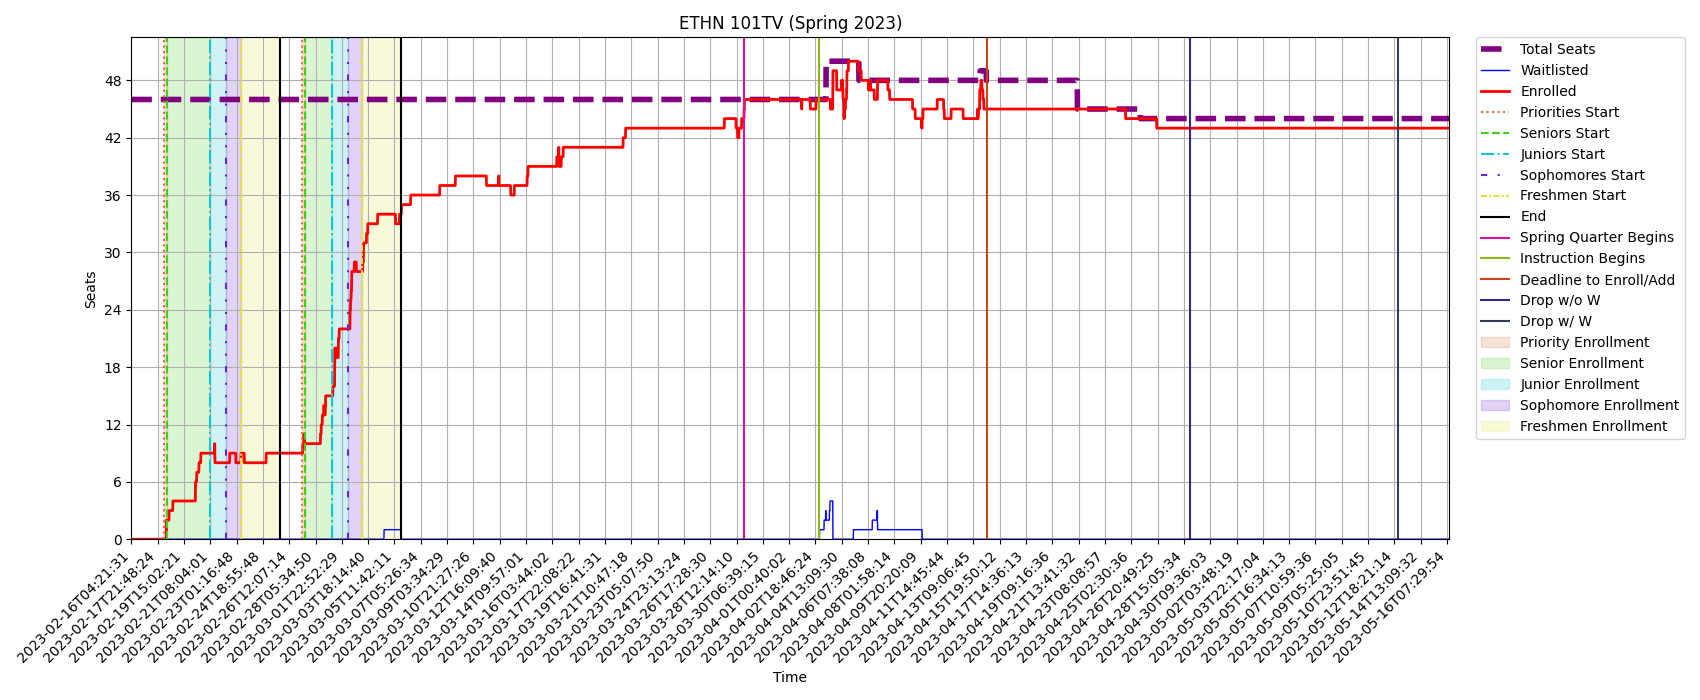 ETHN 101TV (Spring 2023)
Seats
48
42
36
30
24
18
12
6
0
2023-02-16T04:21:31
2023-02-17T21:48:24
2023-02-19T15:02:21
2023-02-21T08:04:01
2023-02-23T01:16:48
2023-02-24T18:55:48
2023-02-26T12:07:14
2023-02-28T05:34:50
2023-03-01T22:52:29
2023-03-03T18:14:40
2023-03-05T11:42:11
2023-03-07T05:26:34
2023-03-09T03:34:29
2023-03-10T21:27:26
2023-03-12T16:09:40
2023-03-14T09:57:01
2023-03-16T03:44:02
2023-03-17T22:08:22
2023-03-19T16:41:31
2023-03-21T10:47:18
2023-03-23T05:07:50
2023-03-24T23:13:24
2023-03-26T17:28:30
2023-03-28T12:14:10
2023-03-30T06:39:15
2023-04-01T00:40:02
2023-04-02T18:46:24
2023-04-04T13:09:30
2023-04-06T07:38:08
2023-04-08T01:58:14
2023-04-09T20:20:09
2023-04-11T14:45:44
2023-04-13T09:06:45
2023-04-15T19:50:12
2023-04-17T14:36:13
2023-04-19T09:16:36
2023-04-21T13:41:32
2023-04-23T08:08:57
2023-04-25T02:30:36
2023-04-26T20:49:25
2023-04-28T15:05:34
2023-04-30T09:36:03
2023-05-02T03:48:19
2023-05-03T22:17:04
2023-05-05T16:34:13
2023-05-07T10:59:36
2023-05-09T05:25:05
2023-05-10T23:51:45
2023-05-12T18:21:14
2023-05-14T13:09:32
2023-05-16T07:29:54
Time
Total Seats
Waitlisted
Enrolled
Priorities Start
Seniors Start
Juniors Start
Sophomores Start
Freshmen Start
End
Spring Quarter Begins
Instruction Begins
Deadline to Enroll/Add
Drop w/o W
Drop w/ W
Priority Enrollment
Senior Enrollment
Junior Enrollment
Sophomore Enrollment
Freshmen Enrollment